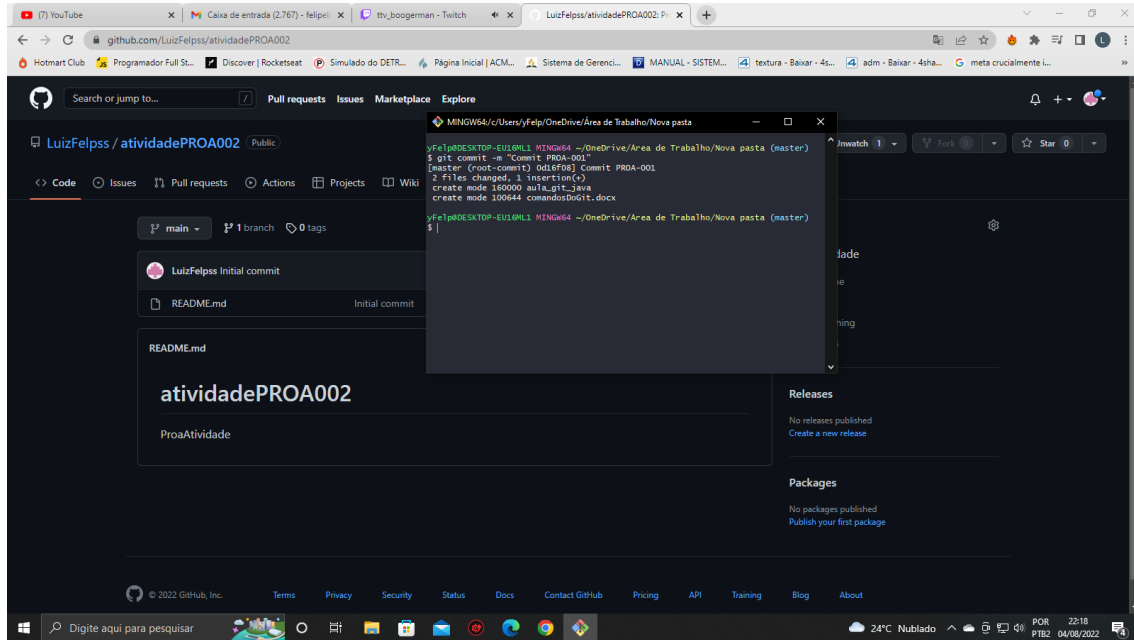 (7) YouTube
Caixa de entrada (2.767) - felipel
ttv_boogerman - Twitch
LuizFelpss/atividadePROA002: Pr
github.com/LuizFelpss/atividadePROA002
L
Hotmart Club
Programador Full St...
Discover | Rocketseat
Simulado do DETR...
Página Inicial | ACM...
Sistema de Gerenci...
MANUAL - SISTEM...
textura - Baixar - 4s...
adm - Baixar - 4sha...
meta crucialmente i...
Search or jump to...
/
Pull requests Issues Marketplace Explore
LuizFelpss / atividadePROA002 Public
Unwatch 1
Fork
Star 0
Code Issues Pull requests Actions Projects Wiki
MINGW64:/c/Users/yFelp/OneDrive/Área de Trabalho/Nova pasta
yFelp@DESKTOP-EU16ML1 MINGW64 ~/OneDrive/Área de Trabalho/Nova pasta (master)
$ git commit -m "Commit PROA-001"
[master (root-commit) 0d16f08] Commit PROA-001
2 files changed, 1 insertion(+)
create mode 160000 aula_git_java
create mode 100644 comandosDoGit.docx
yFelp@DESKTOP-EU16ML1 MINGW64 ~/OneDrive/Área de Trabalho/Nova pasta (master)
$
main
1 branch
0 tags
LuizFelpss Initial commit
README.md Initial commit
README.md
atividadePROA002
ProaAtividade
Releases
No releases published
Create a new release
Packages
No packages published
Publish your first package
© 2022 GitHub, Inc.
Terms Privacy Security Status Docs Contact GitHub Pricing API Training Blog About
Digite aqui para pesquisar
24°C Nublado
POR
PTB2
22:18
04/08/2022